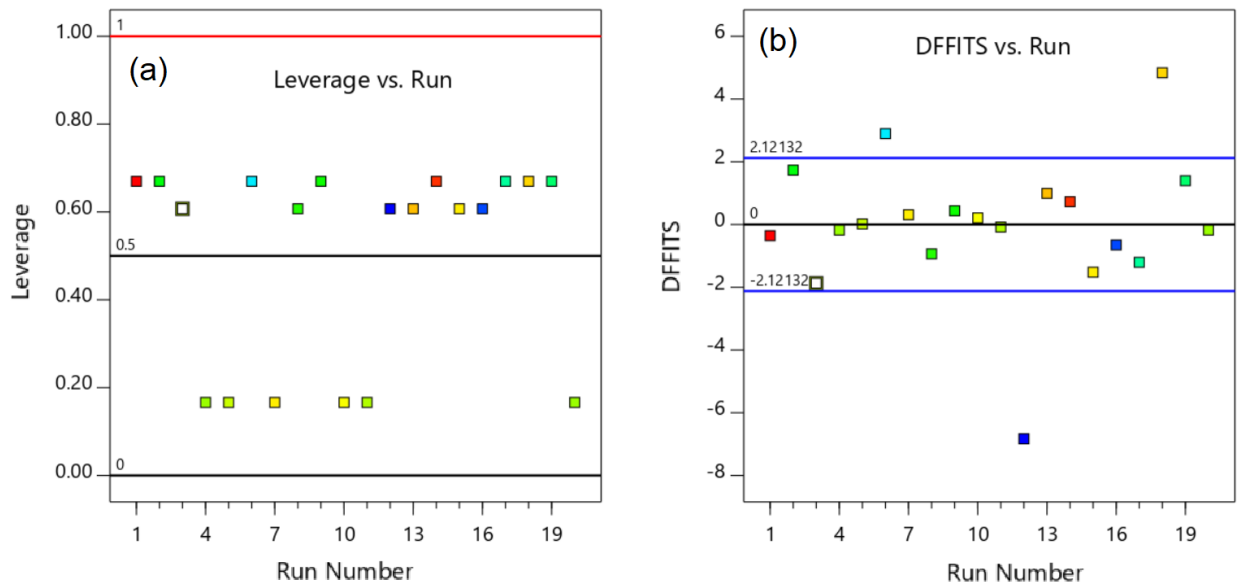 (a)
Leverage vs. Run
1
1.00
0.80
0.60
0.5
0.40
0.20
0
0.00
Leverage
1 4 7 10 13 16 19
Run Number
(b)
DFFITS vs. Run
6
4
2.12132
2
0
0
-2.12132
-2
-4
-6
-8
DFFITS
1 4 7 10 13 16 19
Run Number